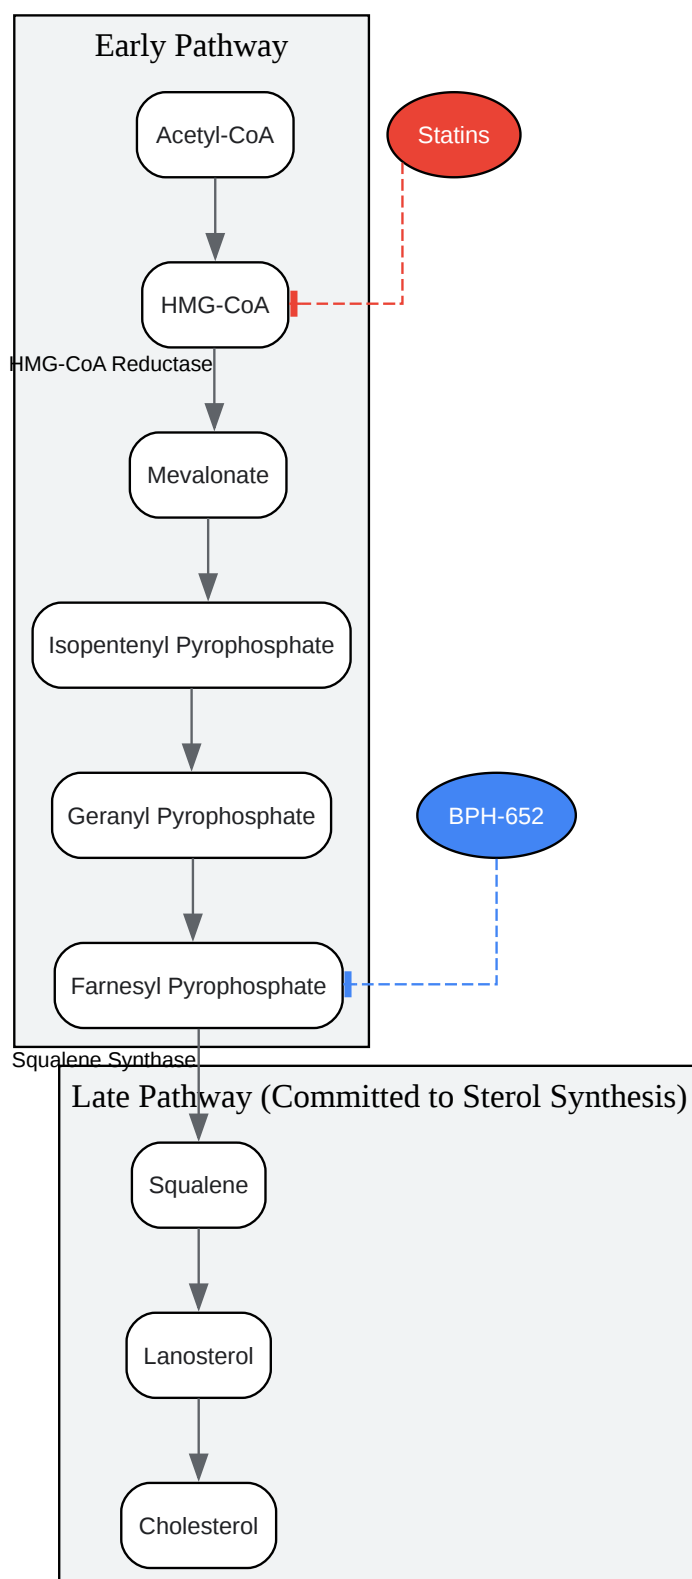 Early Pathway
Acetyl-CoA
Statins
HMG-CoA
HMG-CoA Reductase
Mevalonate
Isopentenyl Pyrophosphate
Geranyl Pyrophosphate
BPH-652
Farnesyl Pyrophosphate
Squalene Synthase
Late Pathway (Committed to Sterol Synthesis)
Squalene
Lanosterol
Cholesterol